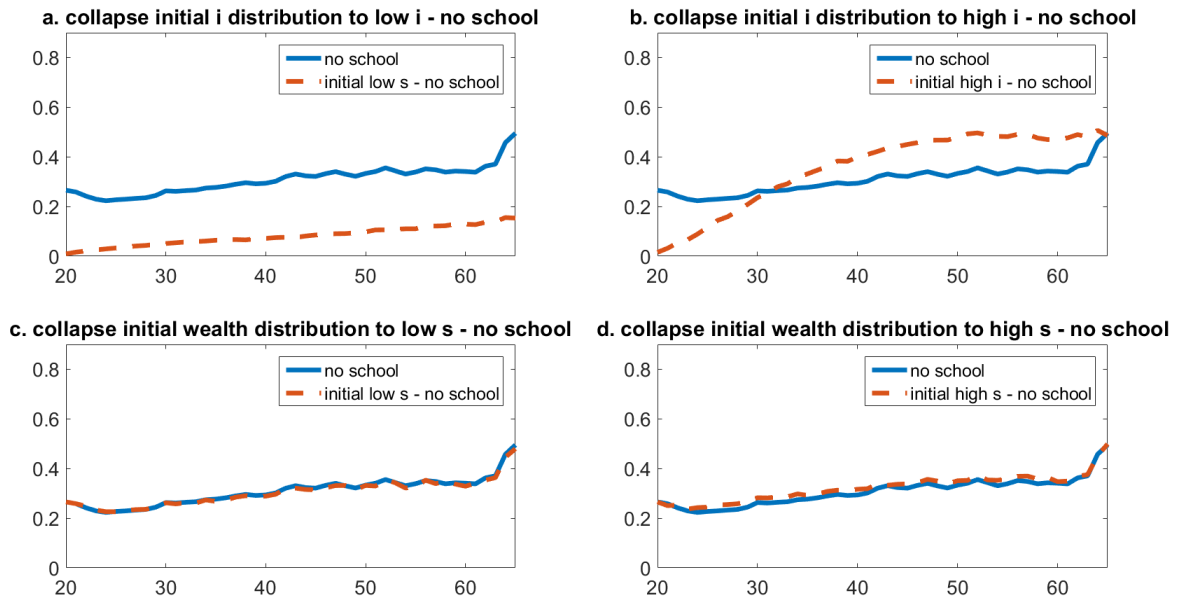 a. collapse initial i distribution to low i - no school
0.8
0.6
0.4
0.2
0
no school
initial low s - no school
20 30 40 50 60
b. collapse initial i distribution to high i - no school
0.8
0.6
0.4
0.2
0
no school
initial high i - no school
20 30 40 50 60
c. collapse initial wealth distribution to low s - no school
0.8
0.6
0.4
0.2
0
no school
initial low s - no school
20 30 40 50 60
d. collapse initial wealth distribution to high s - no school
0.8
0.6
0.4
0.2
0
no school
initial high s - no school
20 30 40 50 60